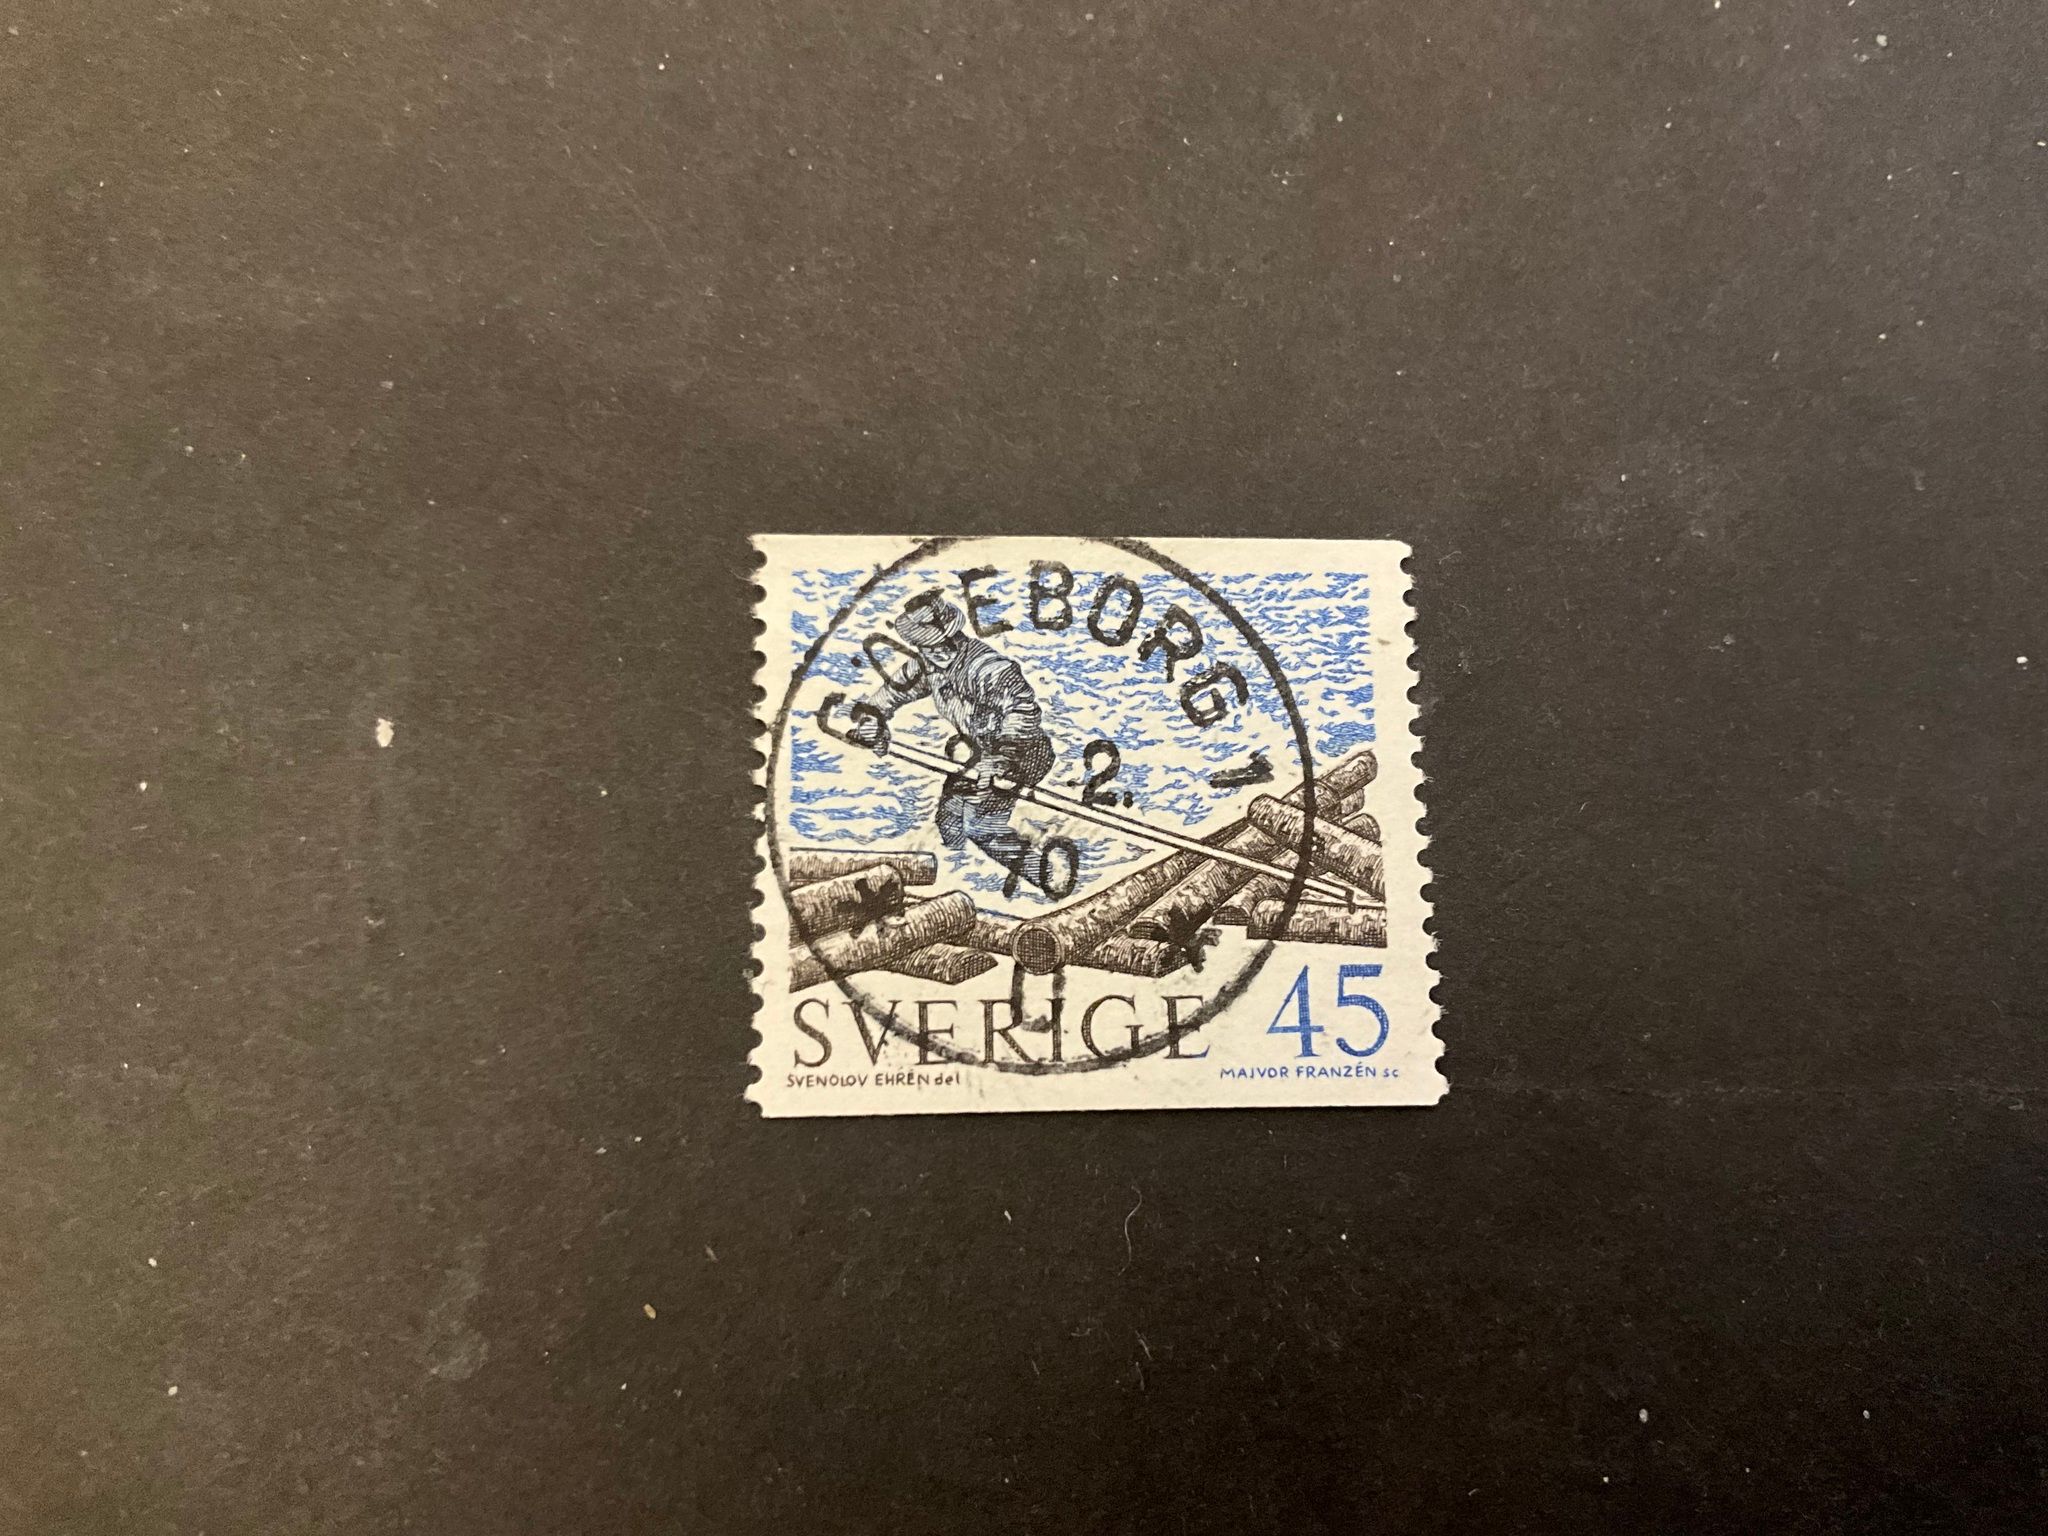 GÖTEBORG 1
2.
70
U
SVERIGE 45
SVENOLOV EHRÉN del
MAJVOR FRANZÉN sc